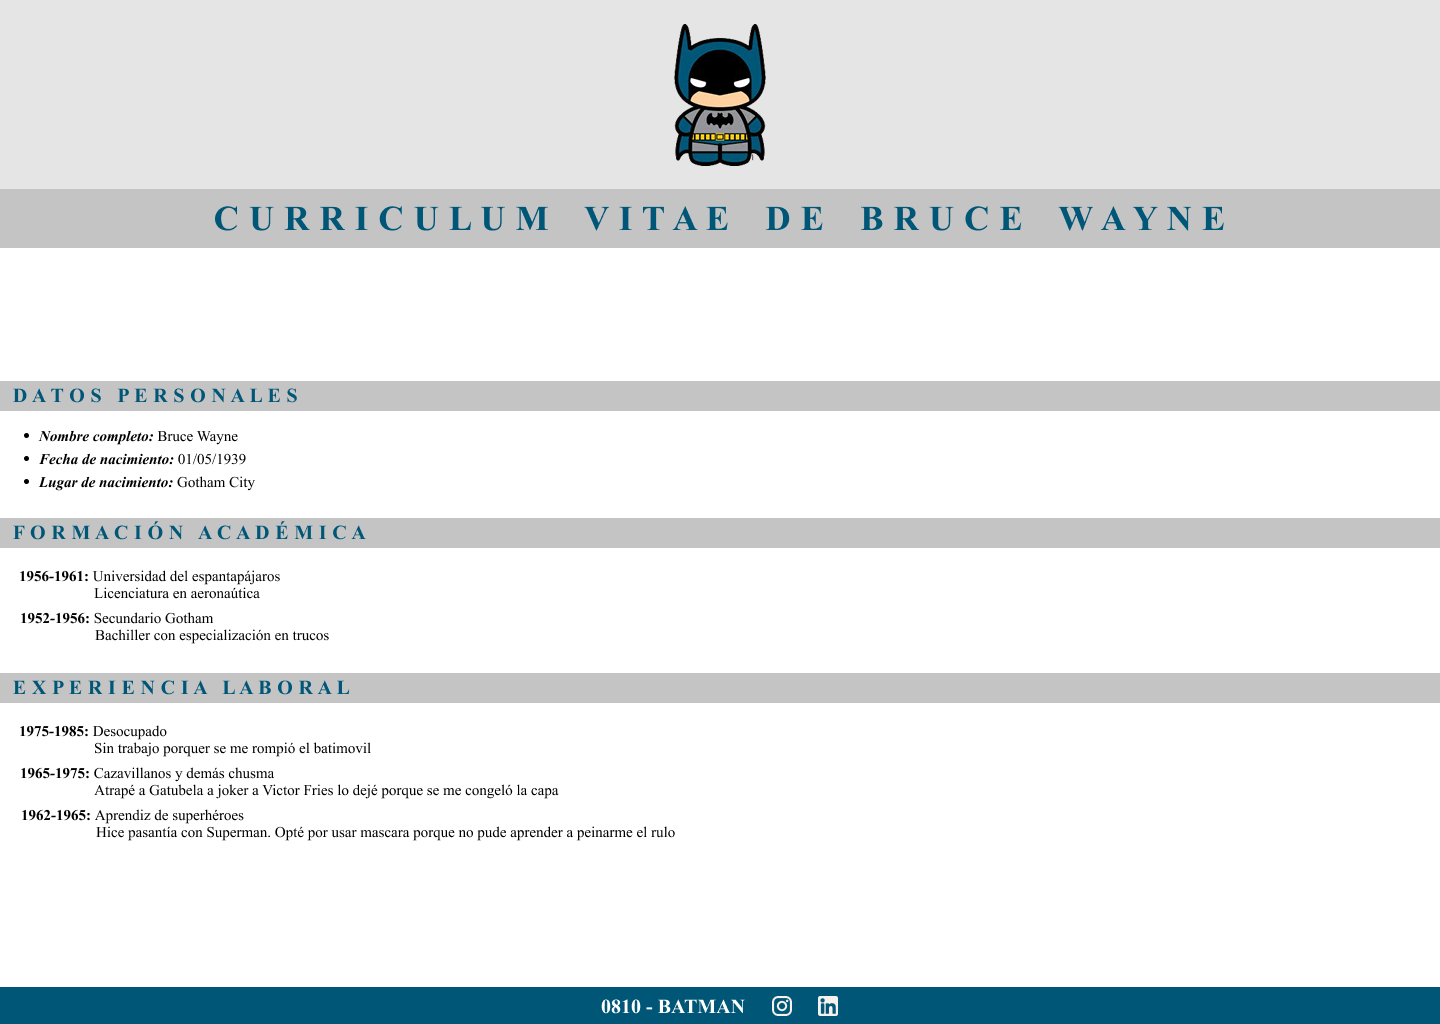 CURRICULUM VITAE DE BRUCE WAYNE
DATOS PERSONALES
Nombre completo: Bruce Wayne
Fecha de nacimiento: 01/05/1939
Lugar de nacimiento: Gotham City
FORMACIÓN ACADÉMICA
1956-1961: Universidad del espantapájaros
Licenciatura en aeronaútica
1952-1956: Secundario Gotham
Bachiller con especialización en trucos
EXPERIENCIA LABORAL
1975-1985: Desocupado
Sin trabajo porquer se me rompió el batimovil
1965-1975: Cazavillanos y demás chusma
Atrapé a Gatubela a joker a Victor Fries lo dejé porque se me congeló la capa
1962-1965: Aprendiz de superhéroes
Hice pasantía con Superman. Opté por usar mascara porque no pude aprender a peinarme el rulo
0810 - BATMAN